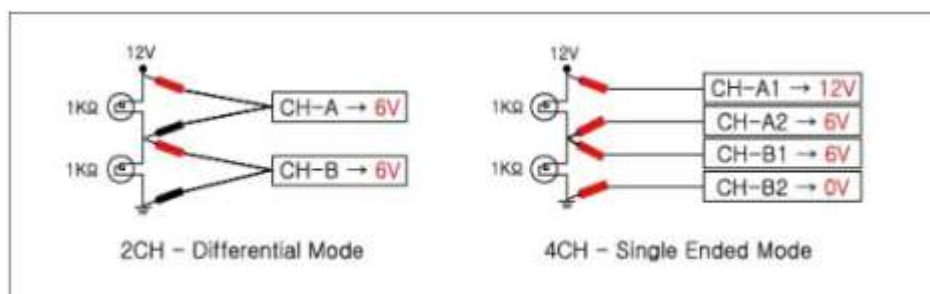 12V
1KΩ
CH-A → 6V
1KΩ
CH-B → 6V
2CH - Differential Mode
12V
1KΩ
CH-A1 → 12V
CH-A2 → 6V
CH-B1 → 6V
1KΩ
CH-B2 → 0V
4CH - Single Ended Mode